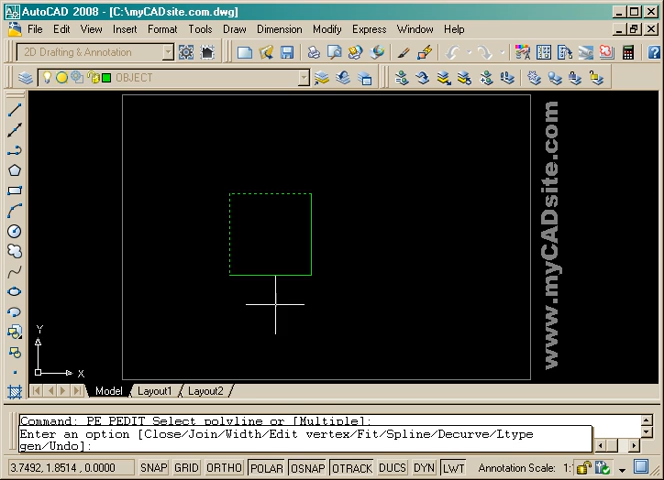 AutoCAD 2008 - [C:\myCADsite.com.dwg]
File Edit View Insert Format Tools Draw Dimension Modify Express Window Help
2D Drafting & Annotation
OBJECT
www.myCADsite.com
Y
X
Model Layout1 Layout2
Command: PE PEDIT Select polyline or [Multiple]:
Enter an option [Close/Join/Width/Edit vertex/Fit/Spline/Decurve/Ltype
gen/Undo]:
3.7492, 1.8514 , 0.0000 SNAP GRID ORTHO POLAR OSNAP OTRACK DUCS DYN LWT Annotation Scale: 1: